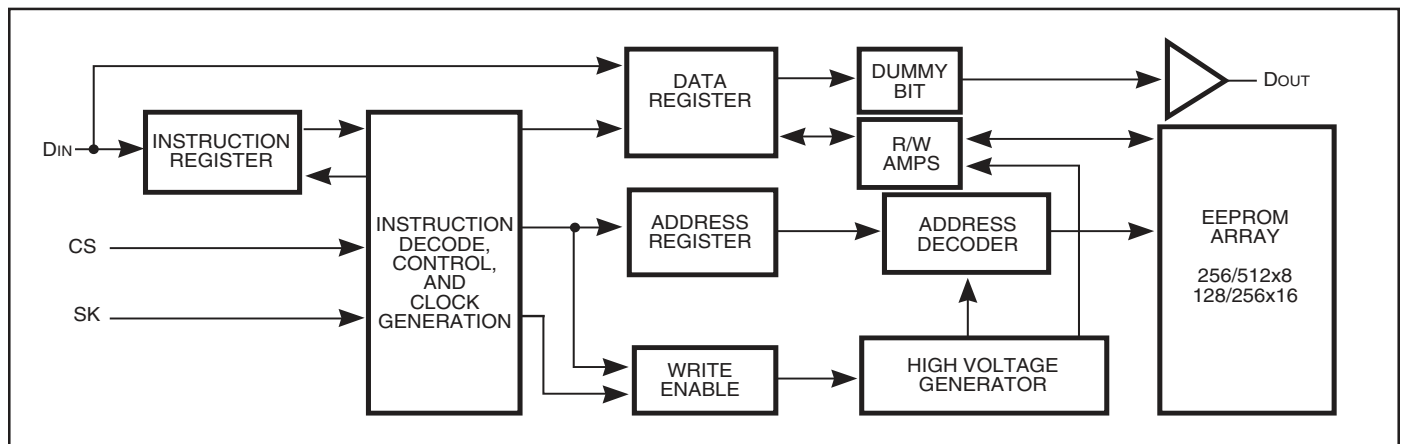 DATA
REGISTER
DUMMY
BIT
DOUT
DIN
INSTRUCTION
REGISTER
R/W
AMPS
CS
SK
INSTRUCTION
DECODE,
CONTROL,
AND
CLOCK
GENERATION
ADDRESS
REGISTER
ADDRESS
DECODER
EEPROM
ARRAY
256/512x8
128/256x16
WRITE
ENABLE
HIGH VOLTAGE
GENERATOR